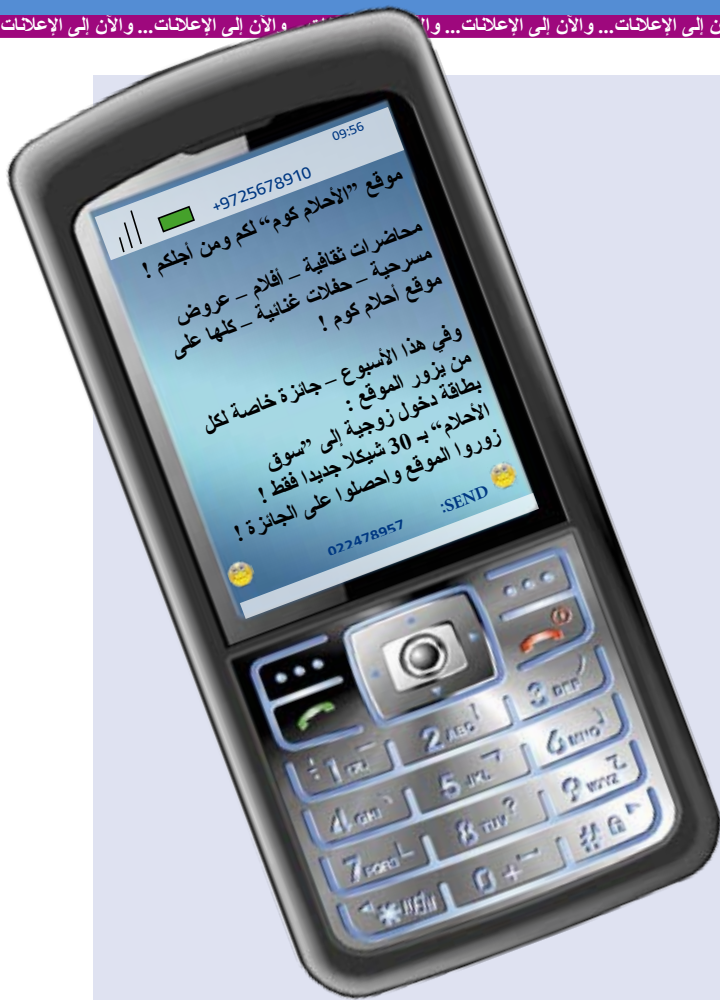 والآن إلى الإعلانات... والآن إلى الإعلانات... والآن إلى الإعلانات... والآن إلى الإعلانات
09:56
+9725678910
موقع ”الأحلام كوم“ لكم ومن أجلكم !
محاضرات ثقافية – أفلام – عروض
مسرحية – حفلات غنائية – كلها على
موقع أحلام كوم !
وفي هذا الأسبوع – جائزة خاصة لكل
من يزور الموقع :
بطاقة دخول زوجية إلى ”سوق
الأحلام“ بـ 30 شيكلا جديدا فقط !
زوروا الموقع واحصلوا على الجائزة !
:SEND
022478957
1
2 ABC
3 DEF
4 GHI
5 JKL
6 MNO
7 PQRS
8 TUV
9 WXYZ
0 +
#